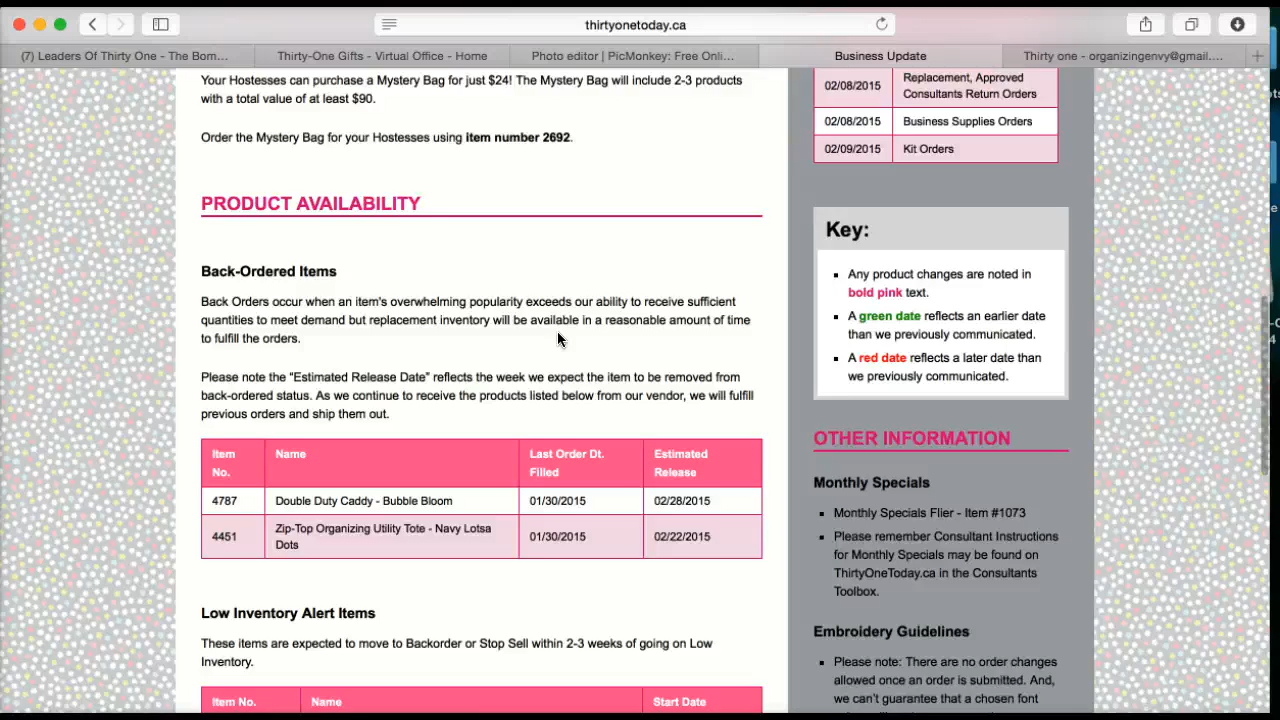 thirtyonetoday.ca
(7) Leaders Of Thirty One - The Bom...
Thirty-One Gifts - Virtual Office - Home
Photo editor | PicMonkey: Free Onli...
Business Update
Thirty one - organizingenvy@gmail....
Your Hostesses can purchase a Mystery Bag for just $24! The Mystery Bag will include 2-3 products
with a total value of at least $90.
Order the Mystery Bag for your Hostesses using item number 2692.
PRODUCT AVAILABILITY
Back-Ordered Items
Back Orders occur when an item's overwhelming popularity exceeds our ability to receive sufficient
quantities to meet demand but replacement inventory will be available in a reasonable amount of time
to fulfill the orders.
Please note the “Estimated Release Date” reflects the week we expect the item to be removed from
back-ordered status. As we continue to receive the products listed below from our vendor, we will fulfill
previous orders and ship them out.
Item No. Name Last Order Dt. Filled Estimated Release
4787 Double Duty Caddy - Bubble Bloom 01/30/2015 02/28/2015
4451 Zip-Top Organizing Utility Tote - Navy Lotsa Dots 01/30/2015 02/22/2015
Low Inventory Alert Items
These items are expected to move to Backorder or Stop Sell within 2-3 weeks of going on Low
Inventory.
Item No. Name Start Date
02/08/2015 Replacement, Approved Consultants Return Orders
02/08/2015 Business Supplies Orders
02/09/2015 Kit Orders
Key:
Any product changes are noted in
bold pink text.
A green date reflects an earlier date
than we previously communicated.
A red date reflects a later date than
we previously communicated.
OTHER INFORMATION
Monthly Specials
Monthly Specials Flier - Item #1073
Please remember Consultant Instructions
for Monthly Specials may be found on
ThirtyOneToday.ca in the Consultants
Toolbox.
Embroidery Guidelines
Please note: There are no order changes
allowed once an order is submitted. And,
we can't guarantee that a chosen font